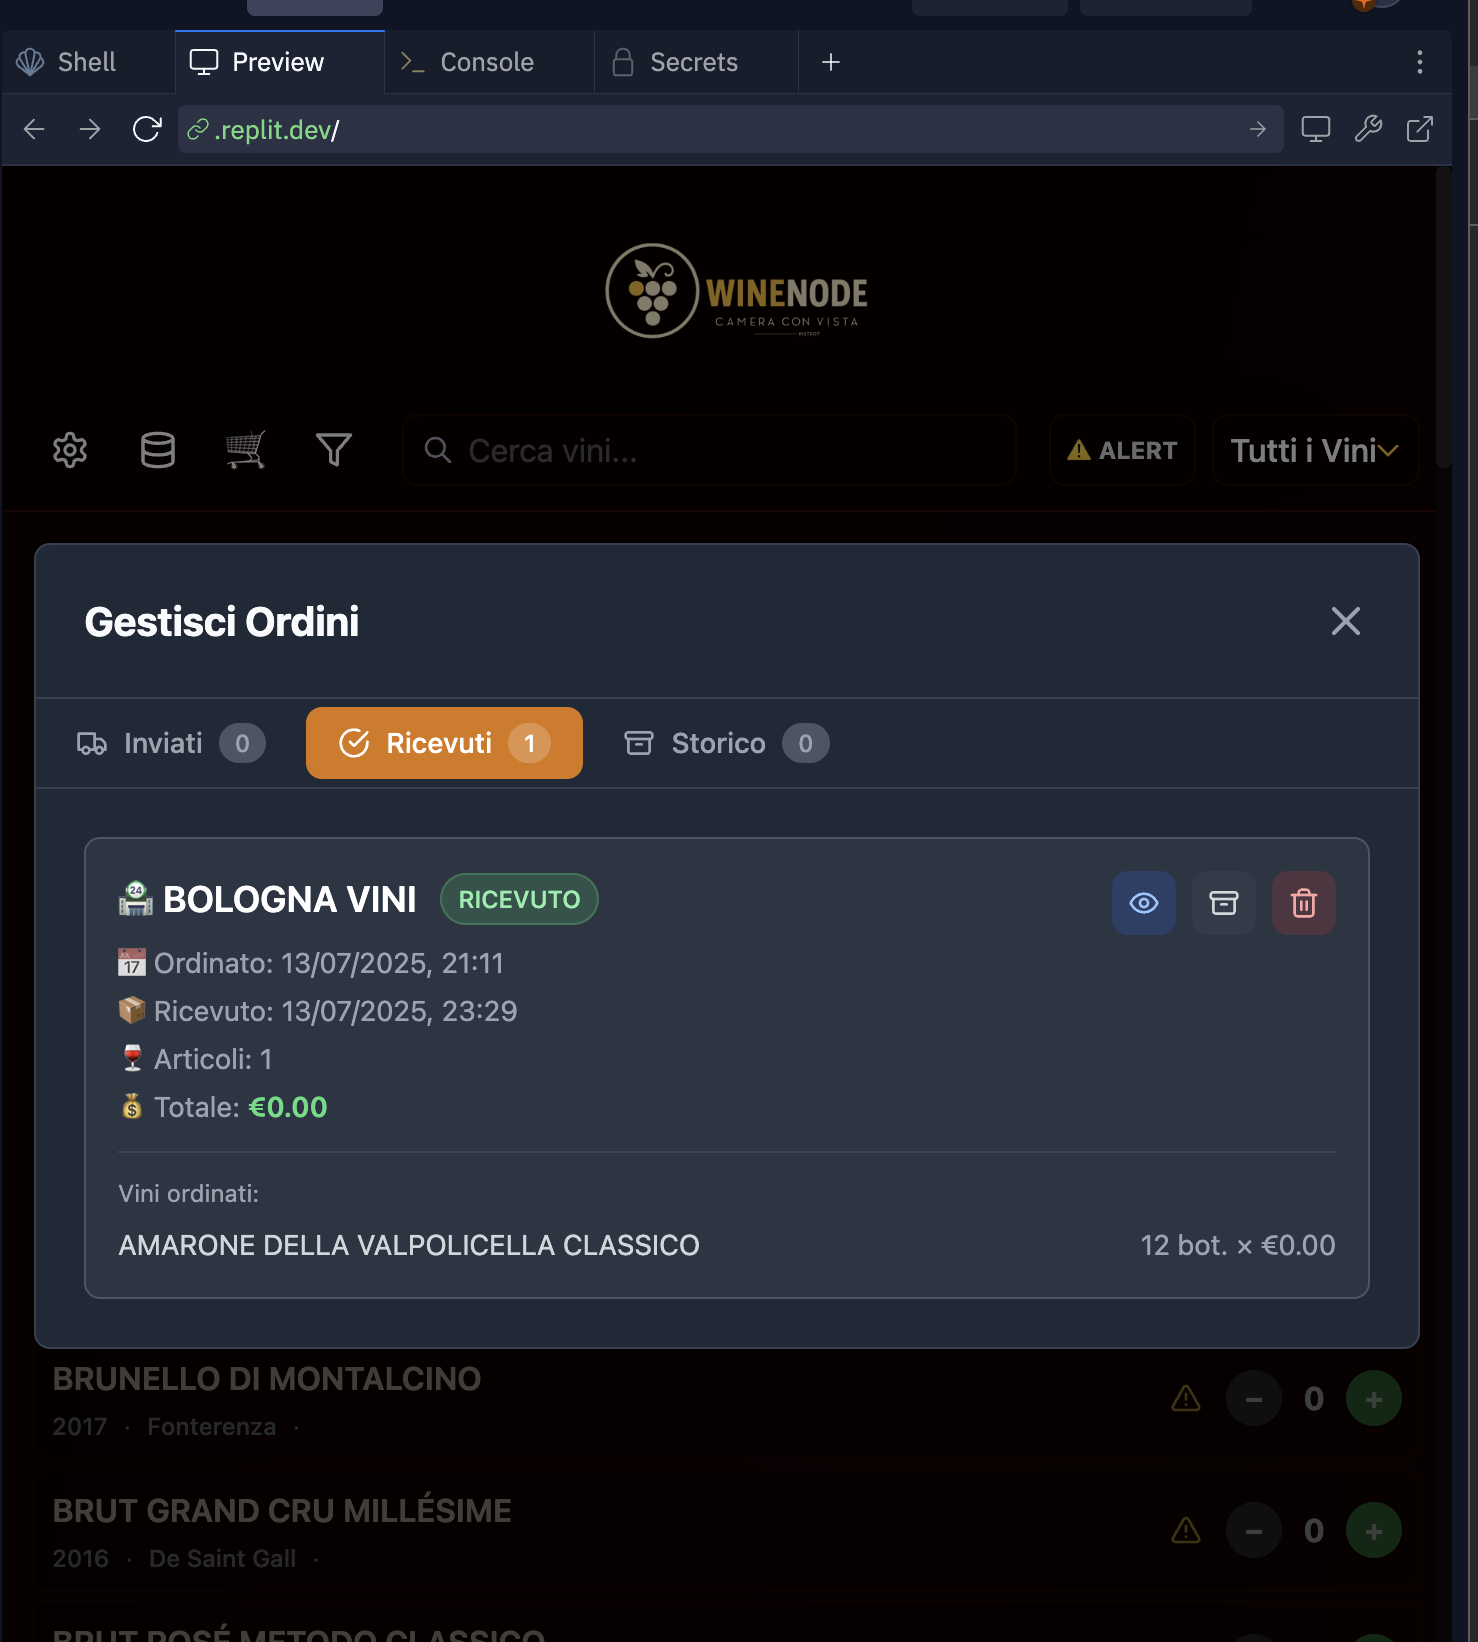 Shell
Preview
Console
Secrets
.replit.dev/
WINENODE
CAMERA CON VISTA
BISTROT
Cerca vini...
ALERT
Tutti i Vini
Gestisci Ordini
Inviati 0
Ricevuti 1
Storico 0
BOLOGNA VINI
RICEVUTO
Ordinato: 13/07/2025, 21:11
Ricevuto: 13/07/2025, 23:29
Articoli: 1
Totale: €0.00
Vini ordinati:
AMARONE DELLA VALPOLICELLA CLASSICO
12 bot. × €0.00
BRUNELLO DI MONTALCINO
2017 · Fonterenza ·
0
BRUT GRAND CRU MILLÉSIME
2016 · De Saint Gall ·
0
BRUT ROSÉ METODO CLASSICO